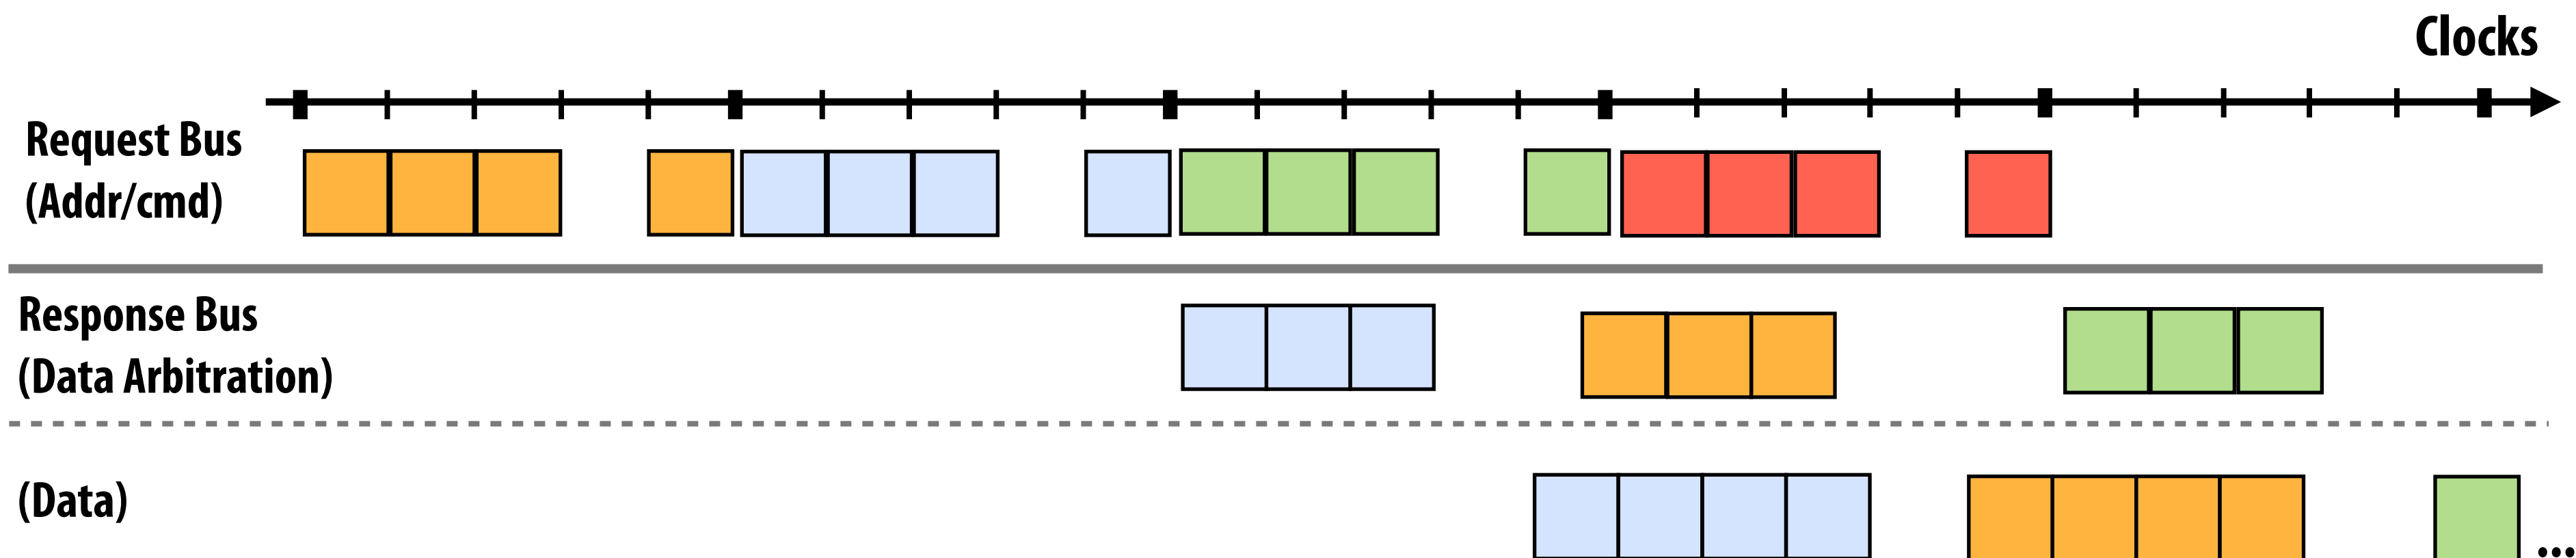 Clocks
Request Bus
(Addr/cmd)
Response Bus
(Data Arbitration)
(Data)
...